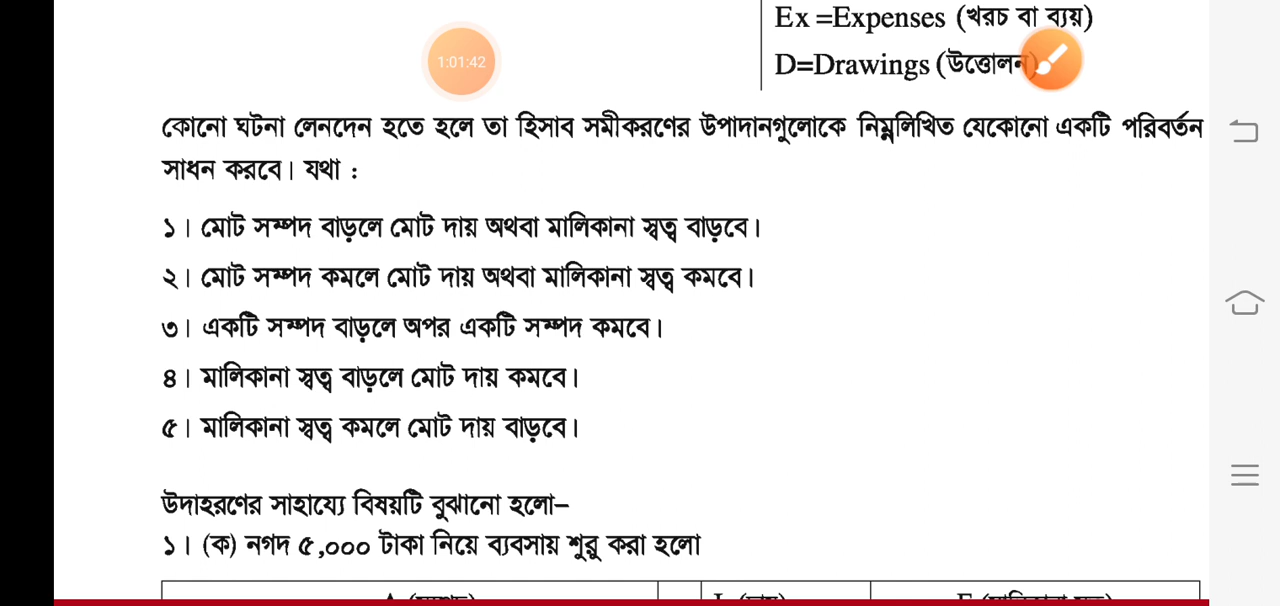 Ex =Expenses (খরচ বা ব্যয়)
D=Drawings (উত্তোলন)
1:01:42
কোনো ঘটনা লেনদেন হতে হলে তা হিসাব সমীকরণের উপাদানগুলোকে নিম্নলিখিত যেকোনো একটি পরিবর্তন
সাধন করবে। যথা :
১। মোট সম্পদ বাড়লে মোট দায় অথবা মালিকানা স্বত্ব বাড়বে।
২। মোট সম্পদ কমলে মোট দায় অথবা মালিকানা স্বত্ব কমবে।
৩। একটি সম্পদ বাড়লে অপর একটি সম্পদ কমবে।
৪। মালিকানা স্বত্ব বাড়লে মোট দায় কমবে।
৫। মালিকানা স্বত্ব কমলে মোট দায় বাড়বে।
উদাহরণের সাহায্যে বিষয়টি বুঝানো হলো–
১। (ক) নগদ ৫,০০০ টাকা নিয়ে ব্যবসায় শুরু করা হলো